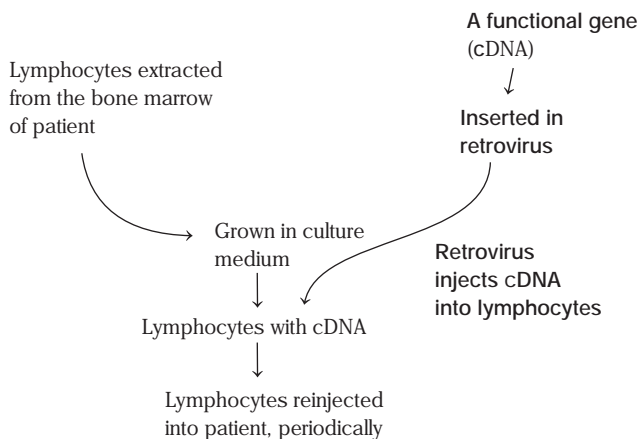 A functional gene
(cDNA)
Lymphocytes extracted
from the bone marrow
of patient
Inserted in
retrovirus
Grown in culture
medium
Retrovirus
injects cDNA
into lymphocytes
Lymphocytes with cDNA
Lymphocytes reinjected
into patient, periodically